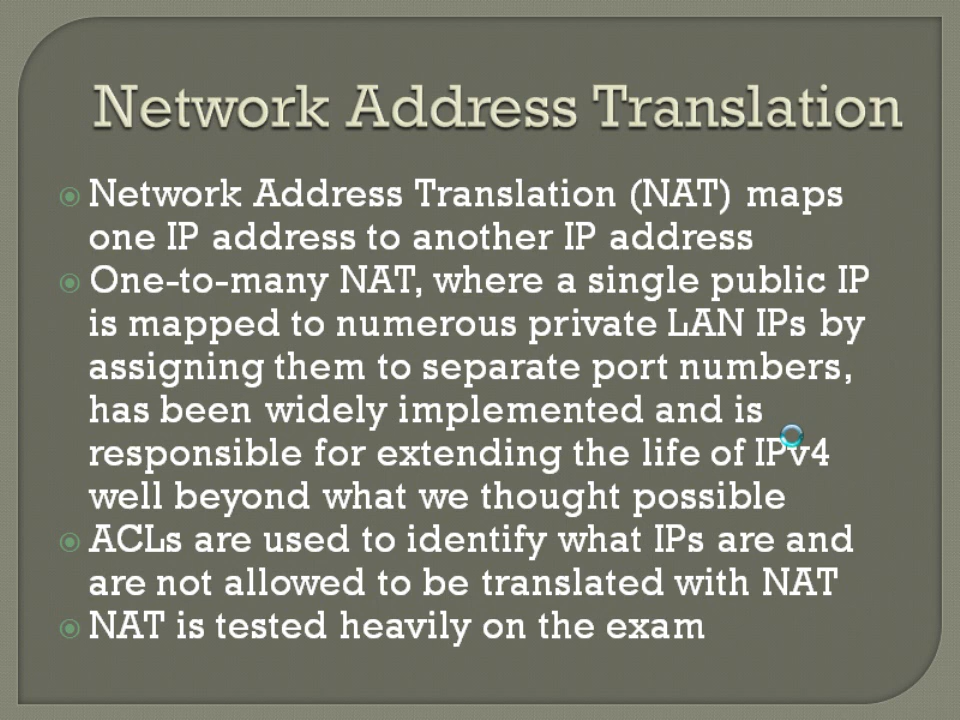 Network Address Translation
Network Address Translation (NAT) maps
one IP address to another IP address
One-to-many NAT, where a single public IP
is mapped to numerous private LAN IPs by
assigning them to separate port numbers,
has been widely implemented and is
responsible for extending the life of IPv4
well beyond what we thought possible
ACLs are used to identify what IPs are and
are not allowed to be translated with NAT
NAT is tested heavily on the exam